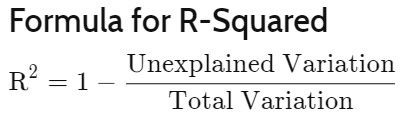 Formula for R-Squared
R² = 1 − Unexplained Variation
Total Variation